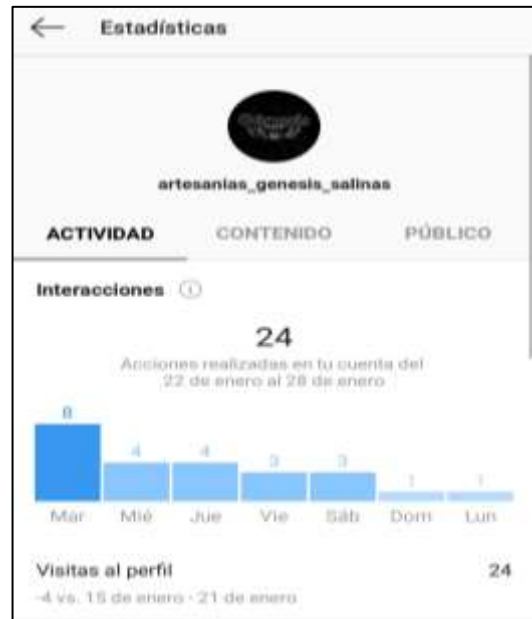 Estadísticas
artesanias_genesis_salinas
ACTIVIDAD CONTENIDO PÚBLICO
Interacciones
24
Acciones realizadas en tu cuenta del
22 de enero al 28 de enero
8 4 4 3 3 1 1
Mar Mié Jue Vie Sáb Dom Lun
Visitas al perfil 24
-4 vs. 15 de enero - 21 de enero